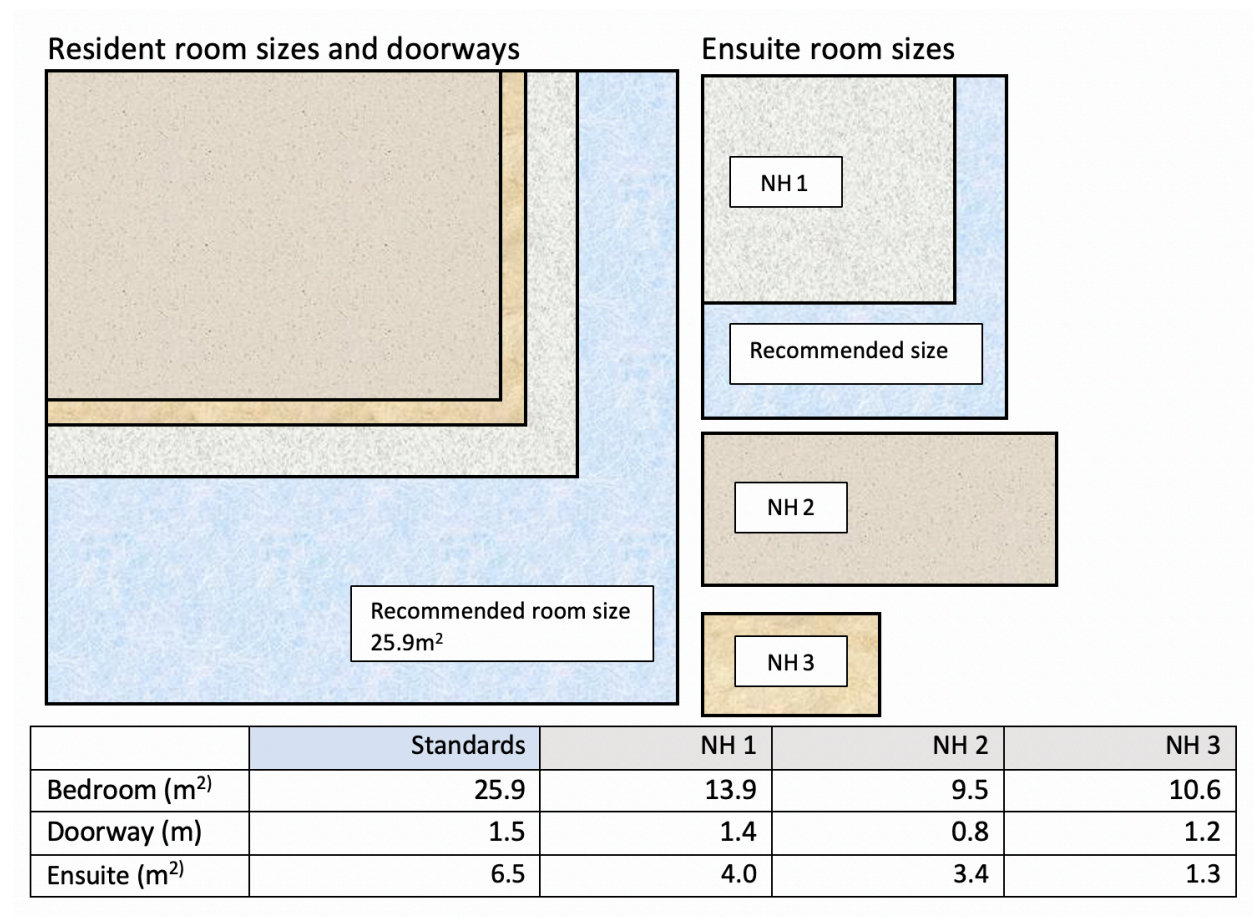 Resident room sizes and doorways
Ensuite room sizes
NH 1
Recommended size
NH 2
Recommended room size
25.9m²
NH 3
Standards NH 1 NH 2 NH 3
Bedroom (m²⁾ 25.9 13.9 9.5 10.6
Doorway (m) 1.5 1.4 0.8 1.2
Ensuite (m²⁾ 6.5 4.0 3.4 1.3